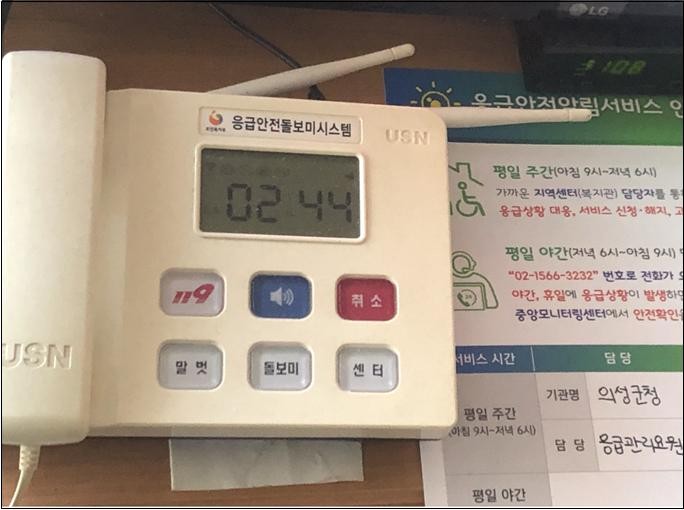 LG
108
응급안전돌보미시스템
USN
02 44
119
취소
말벗
돌보미
센터
USN
응급안전알림서비스
평일 주간(아침 9시~저녁 6시)
가까운 지역센터(복지관) 담당자를 통
응급상황 대응, 서비스 신청·해지, 고
평일 야간(저녁 6시~아침 9시)
"02-1566-3232" 번호로 전화가
야간, 휴일에 응급상황이 발생하면
중앙모니터링센터에서 안전확인을
서비스 시간
담당
평일 주간
(아침 9시~저녁 6시)
기관명
의성군청
담당
응급관리요원
평일 야간